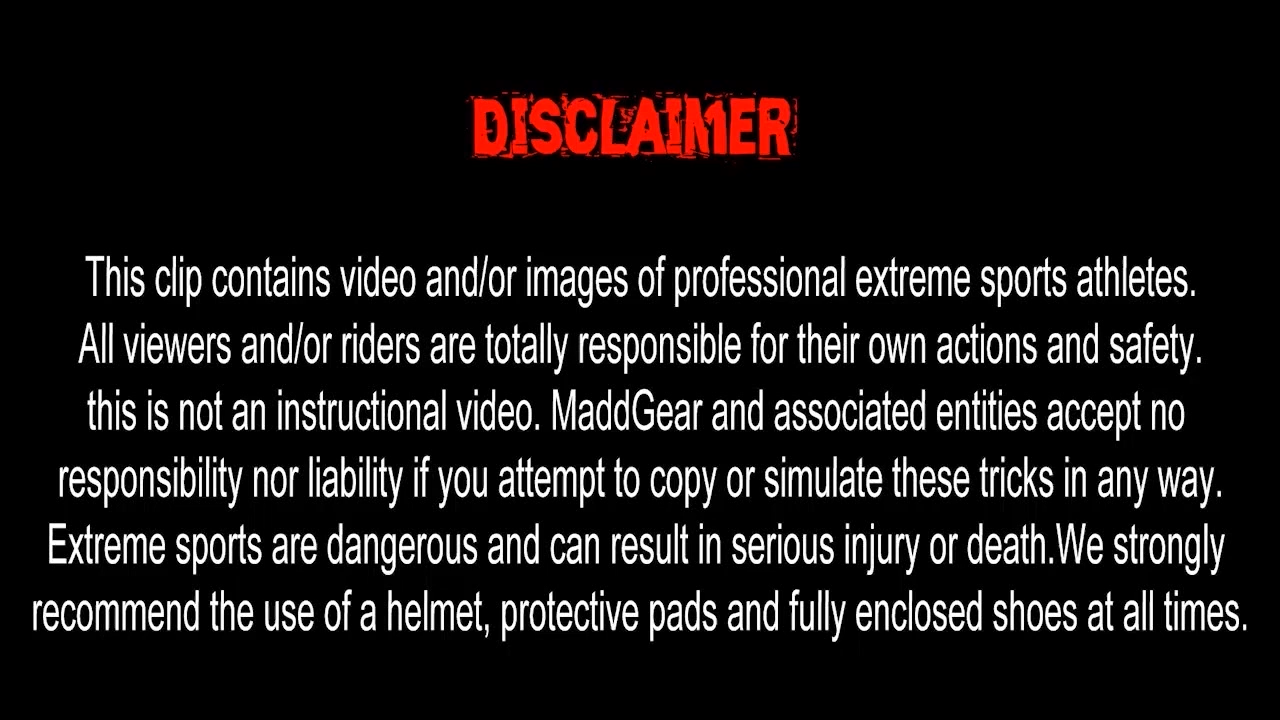 DISCLAIMER
This clip contains video and/or images of professional extreme sports athletes.
All viewers and/or riders are totally responsible for their own actions and safety.
this is not an instructional video. MaddGear and associated entities accept no
responsibility nor liability if you attempt to copy or simulate these tricks in any way.
Extreme sports are dangerous and can result in serious injury or death.We strongly
recommend the use of a helmet, protective pads and fully enclosed shoes at all times.